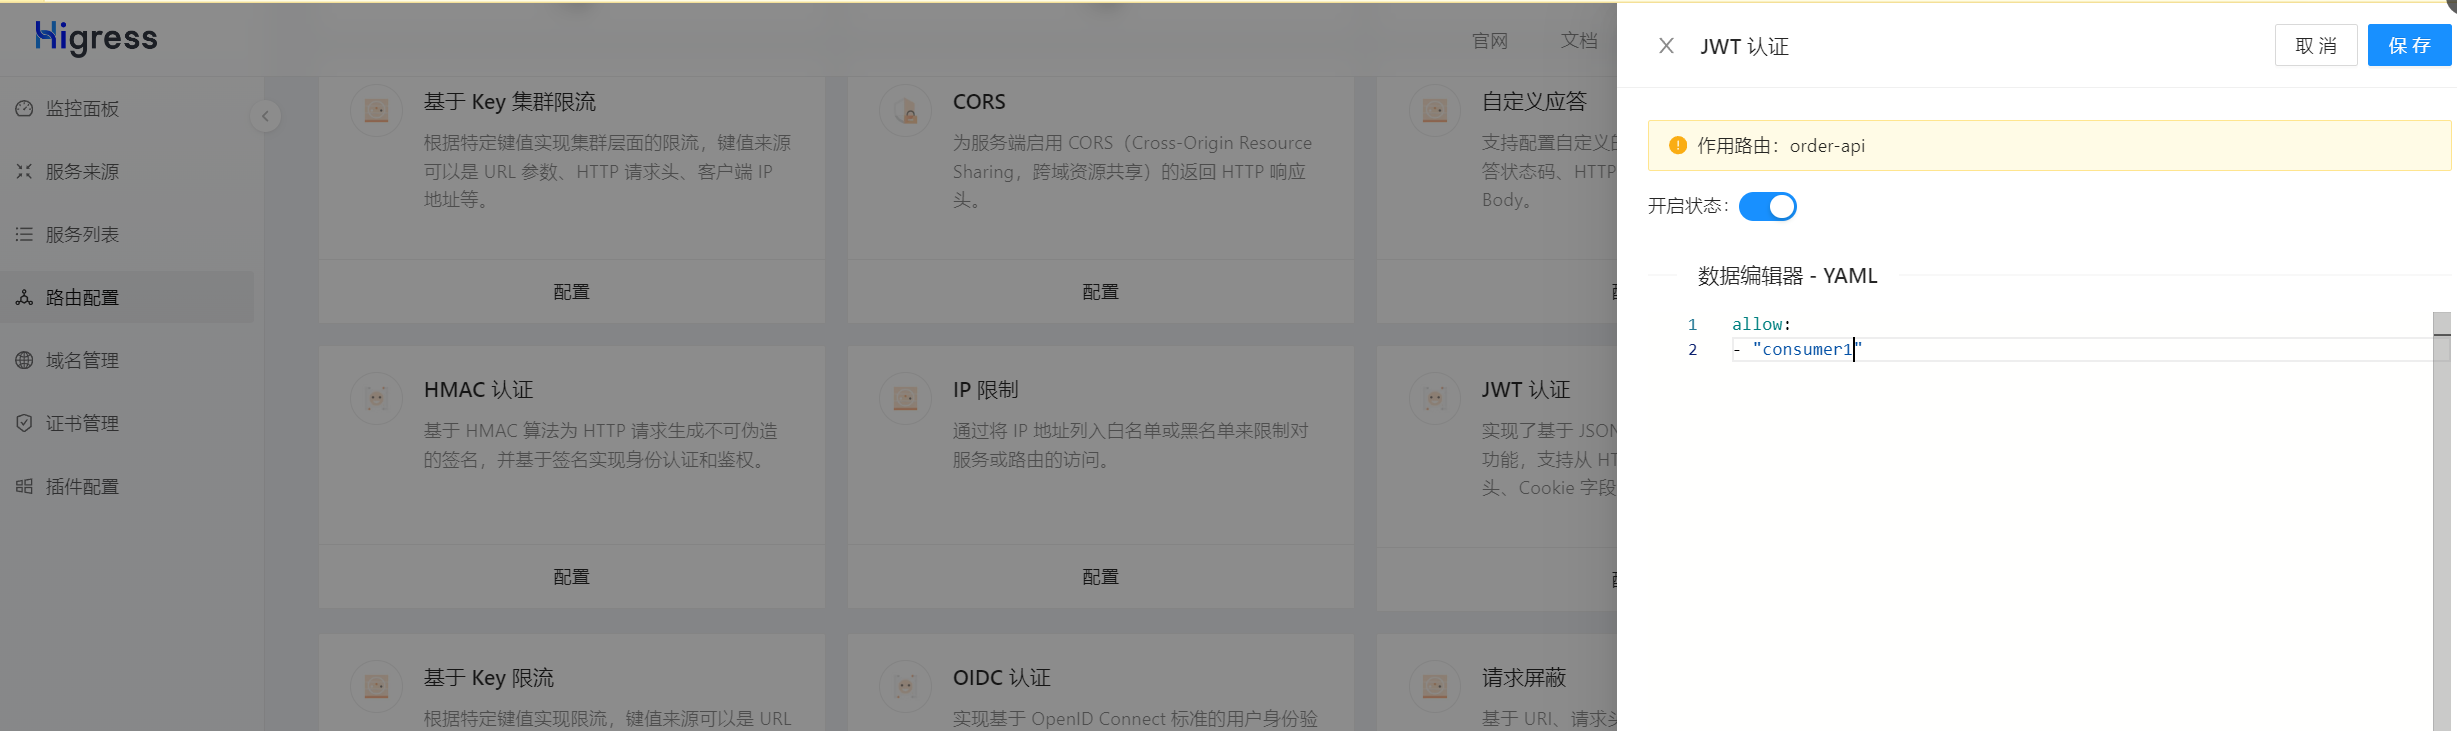 Higress
官网
文档
监控面板
服务来源
服务列表
路由配置
域名管理
证书管理
插件配置
基于 Key 集群限流
根据特定键值实现集群层面的限流，键值来源
可以是 URL 参数、HTTP 请求头、客户端 IP
地址等。
配置
CORS
为服务端启用 CORS（Cross-Origin Resource
Sharing，跨域资源共享）的返回 HTTP 响应
头。
配置
自定义应答
支持配置自定义的
答状态码、HTTP
Body。
HMAC 认证
基于 HMAC 算法为 HTTP 请求生成不可伪造
的签名，并基于签名实现身份认证和鉴权。
配置
IP 限制
通过将 IP 地址列入白名单或黑名单来限制对
服务或路由的访问。
配置
JWT 认证
实现了基于 JSON
功能，支持从 HT
头、Cookie 字段
基于 Key 限流
根据特定键值实现限流，键值来源可以是 URL
OIDC 认证
实现基于 OpenID Connect 标准的用户身份验
请求屏蔽
基于 URI、请求头
JWT 认证
取 消
保 存
作用路由：order-api
开启状态：
数据编辑器 - YAML
1 allow:
2 - "consumer1"